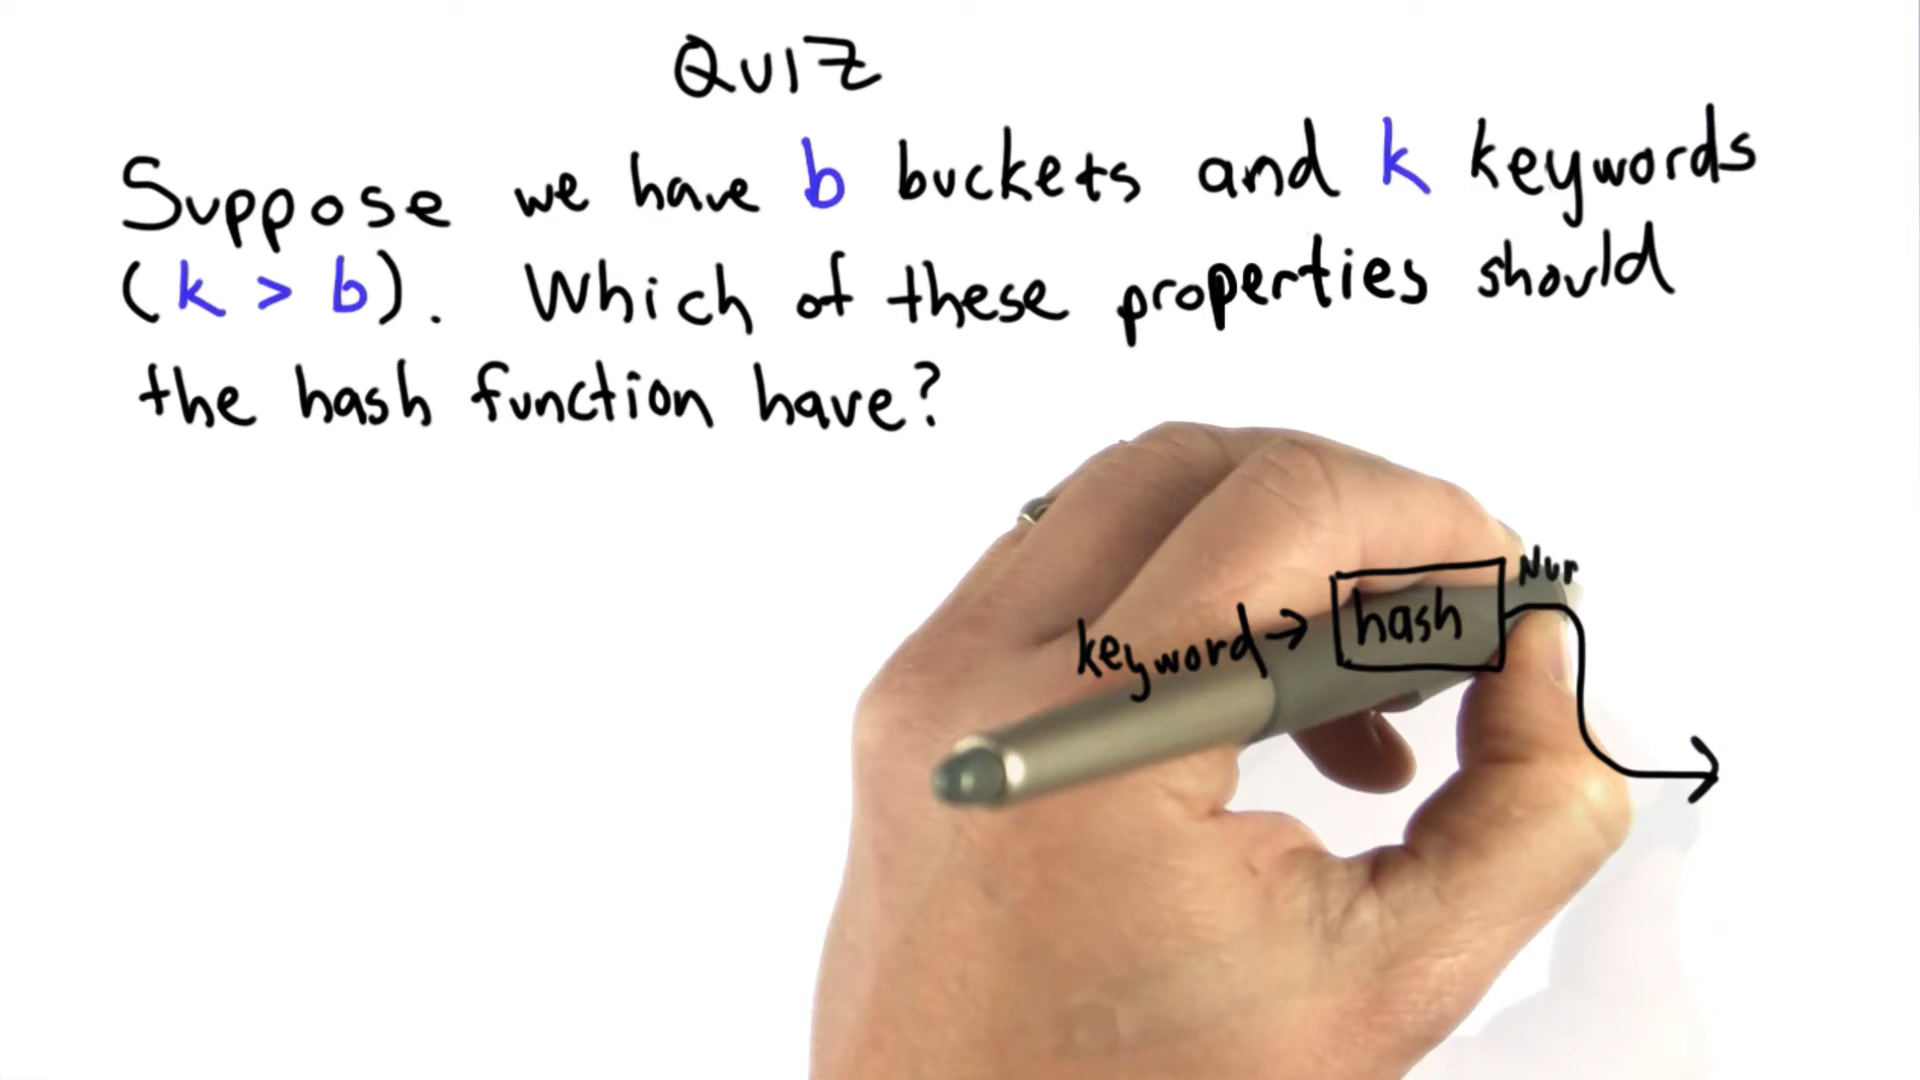 QUIZ
Suppose we have b buckets and k keywords
(k > b). Which of these properties should
the hash function have?
keyword → hash